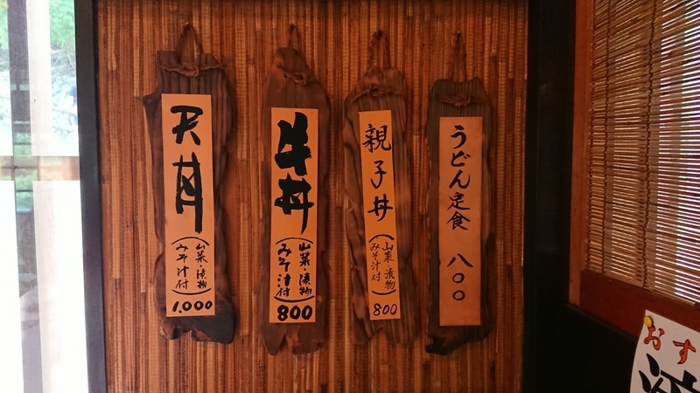 天丼
(山菜・漬物
みそ汁付)
1.000
牛丼
(山菜・漬物
みそ汁付)
800
親子丼
(山菜・漬物
みそ汁付)
800
うどん定食 八〇〇
おす